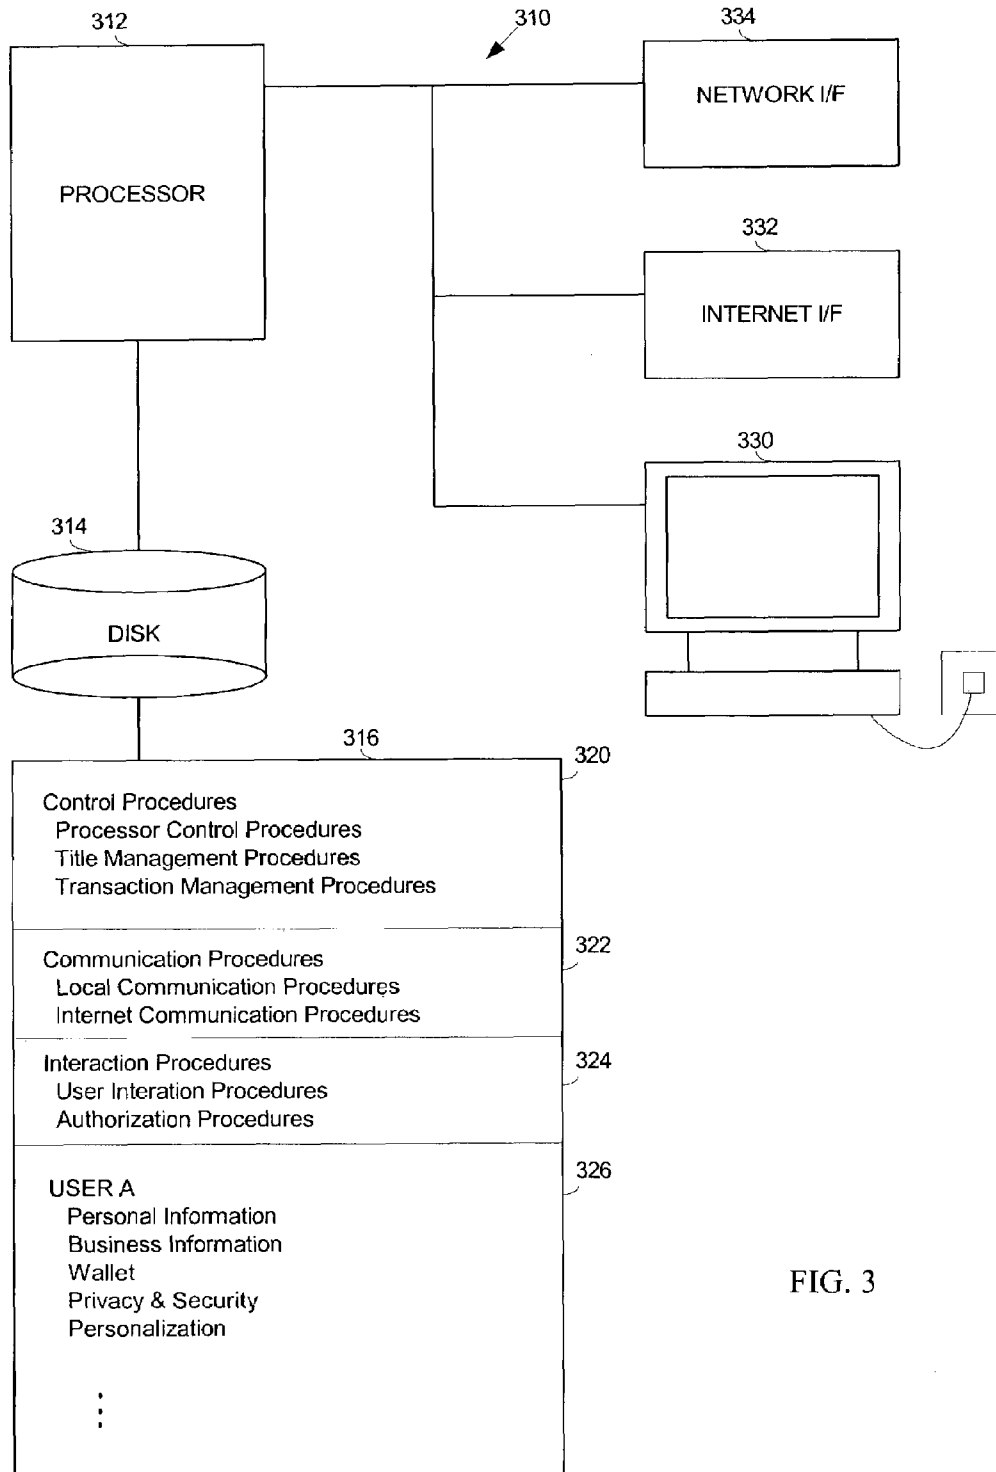 312
310
334
PROCESSOR
NETWORK I/F
332
INTERNET I/F
330
314
DISK
316
320
Control Procedures
Processor Control Procedures
Title Management Procedures
Transaction Management Procedures
322
Communication Procedures
Local Communication Procedures
Internet Communication Procedures
324
Interaction Procedures
User Interation Procedures
Authorization Procedures
326
USER A
Personal Information
Business Information
Wallet
Privacy & Security
Personalization
FIG. 3